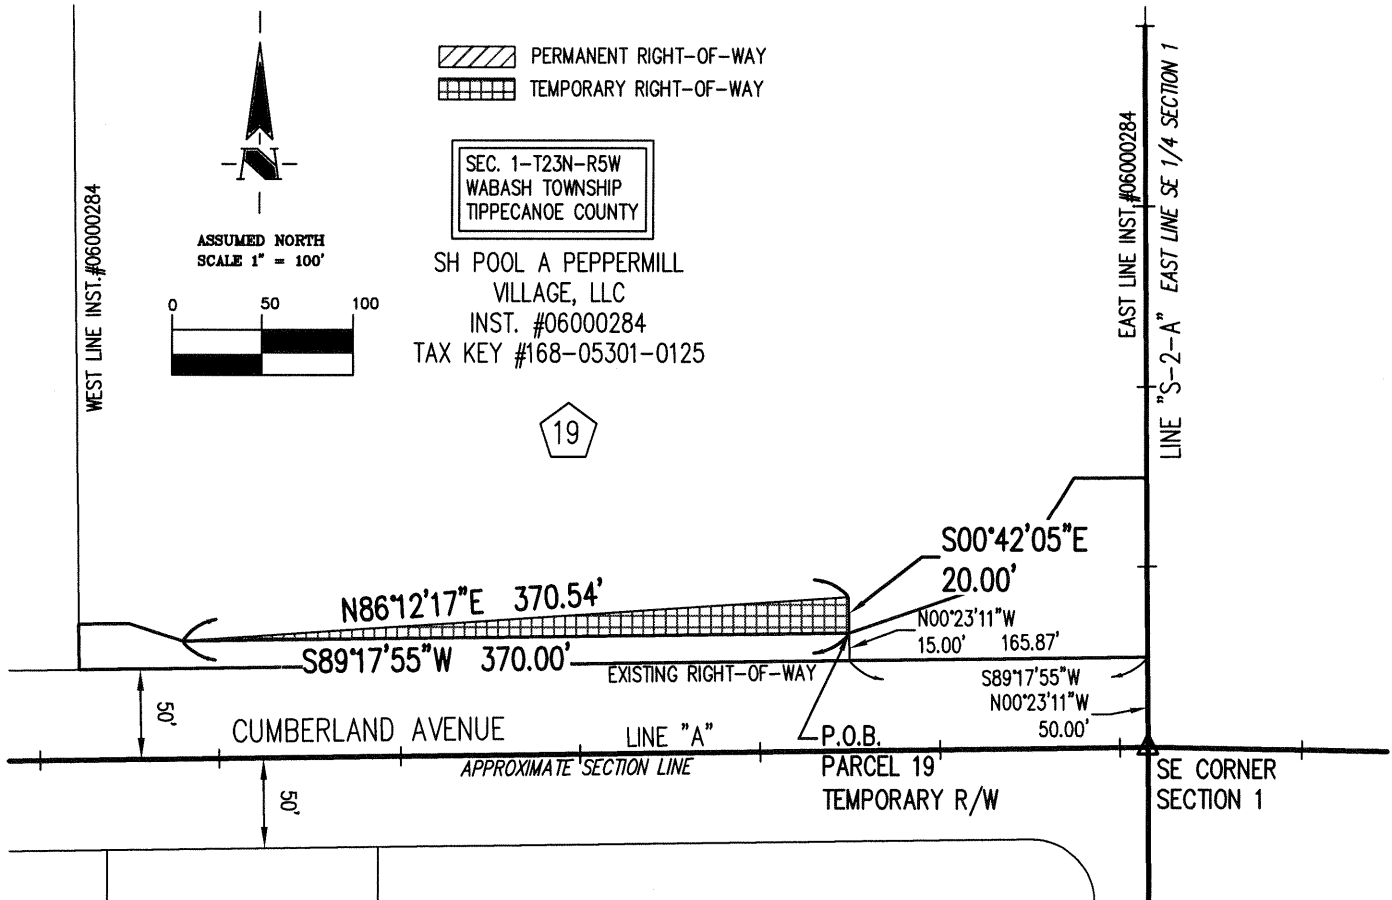 PERMANENT RIGHT-OF-WAY
TEMPORARY RIGHT-OF-WAY
N
ASSUMED NORTH
SCALE 1" = 100'
0 50 100
SEC. 1-T23N-R5W
WABASH TOWNSHIP
TIPPECANOE COUNTY
SH POOL A PEPPERMILL
VILLAGE, LLC
INST. #06000284
TAX KEY #168-05301-0125
19
WEST LINE INST.#06000284
EAST LINE INST.#06000284
LINE "S-2-A" EAST LINE SE 1/4 SECTION 1
S00°42'05"E
20.00'
N86°12'17"E 370.54'
S89°17'55"W 370.00'
N00°23'11"W
15.00' 165.87'
EXISTING RIGHT-OF-WAY
S89°17'55"W
N00°23'11"W
50.00'
50'
CUMBERLAND AVENUE
LINE "A"
APPROXIMATE SECTION LINE
50'
P.O.B.
PARCEL 19
TEMPORARY R/W
SE CORNER
SECTION 1